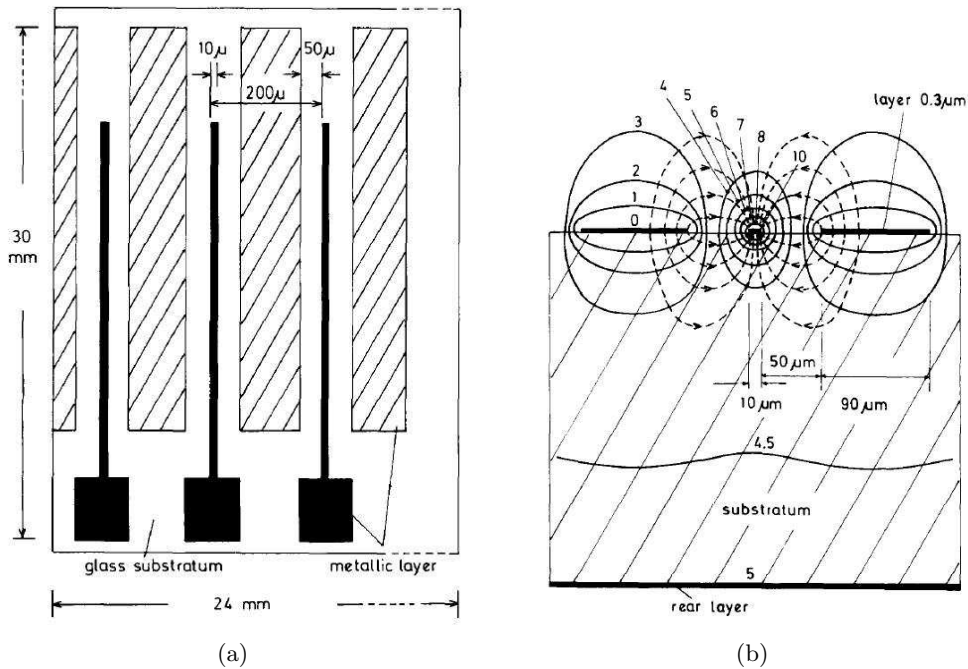 10μ
50μ
200μ
30
mm
glass substratum
metallic layer
24 mm
(a)
4
5
6
7
8
10
layer 0.3μm
3
2
1
0
50μm
10μm
90μm
4.5
substratum
5
rear layer
(b)